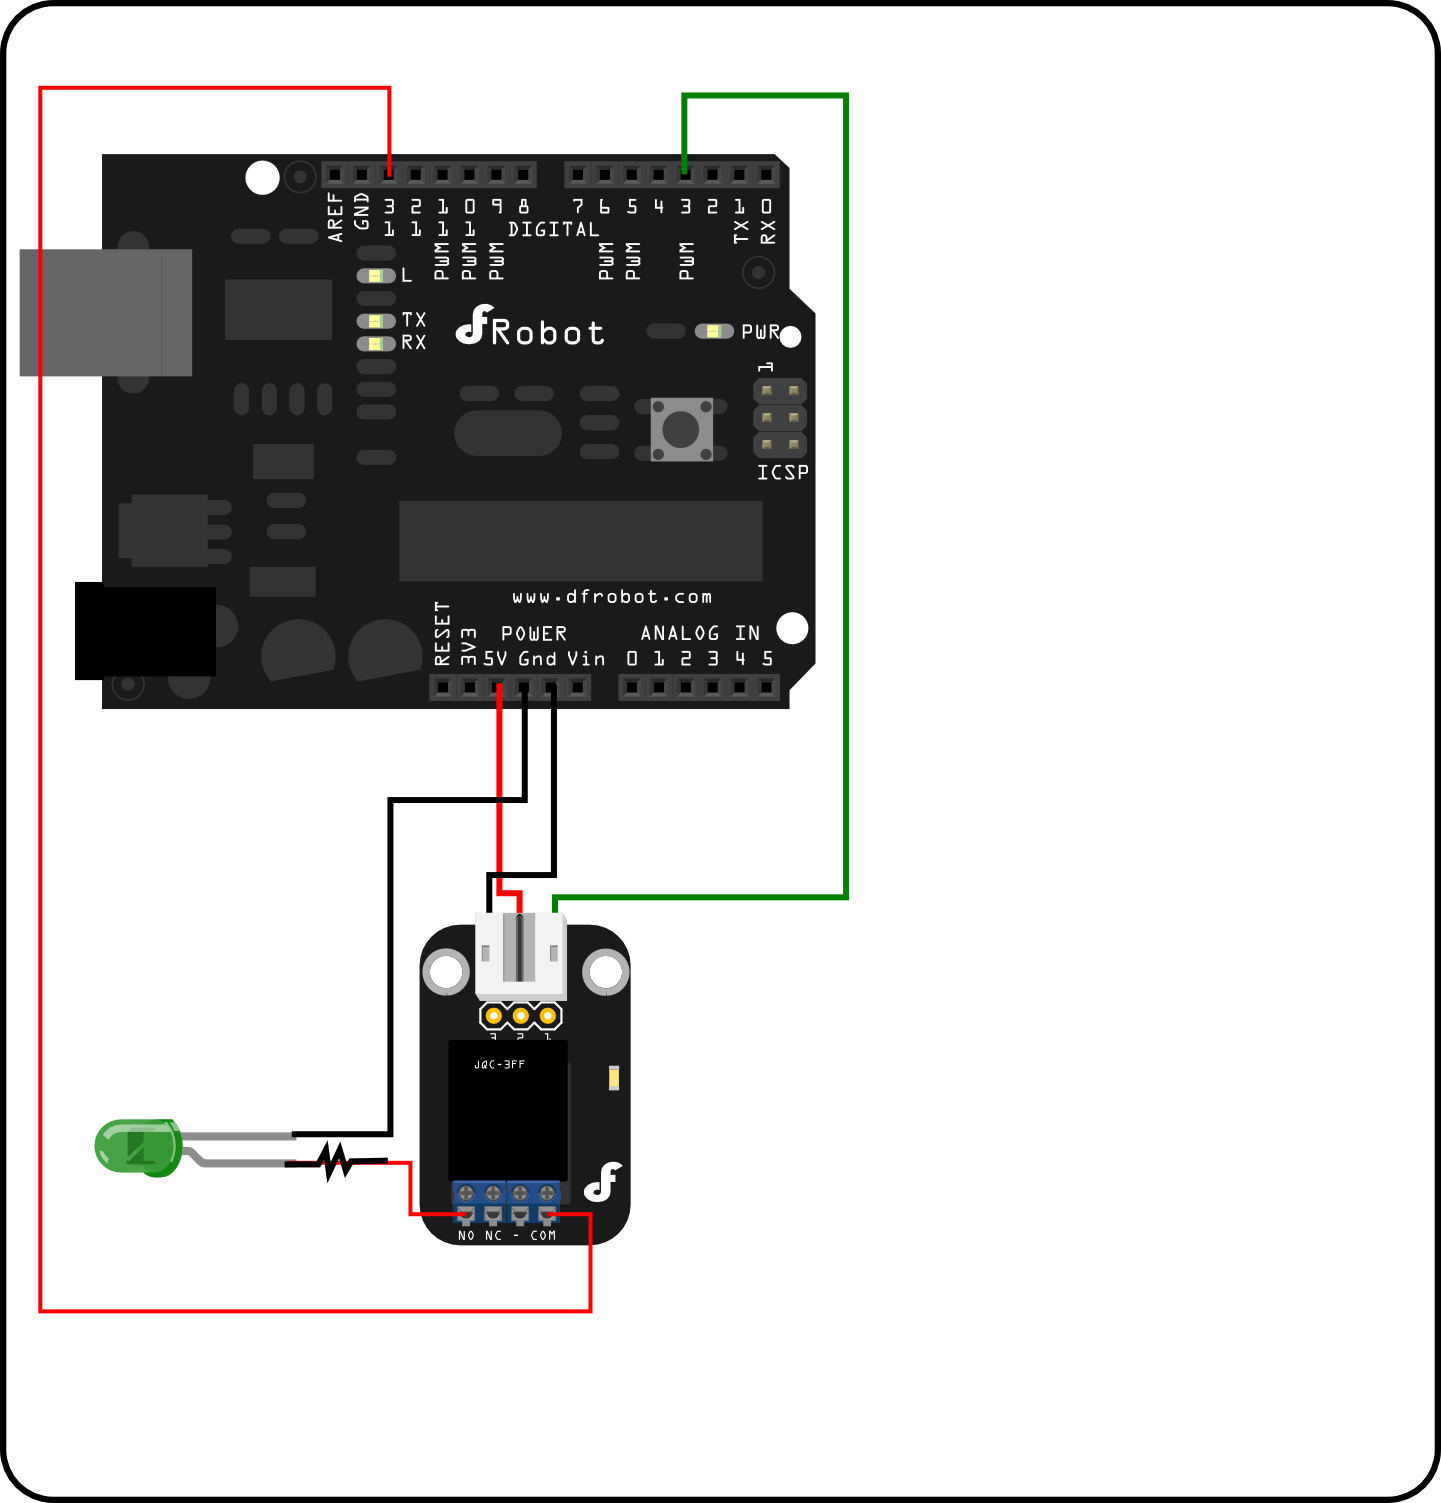 AREF GND 13 12 11 10 9 8 7 6 5 4 3 2 TX 1 RX 0
DIGITAL
PWM PWM PWM PWM PWM PWM
L
TX
RX
Robot
PWR
1
ICSP
www.dfrobot.com
RESET 3V3
POWER
ANALOG IN
5V Gnd Vin 0 1 2 3 4 5
3 2 1
JQC-3FF
NO NC - COM